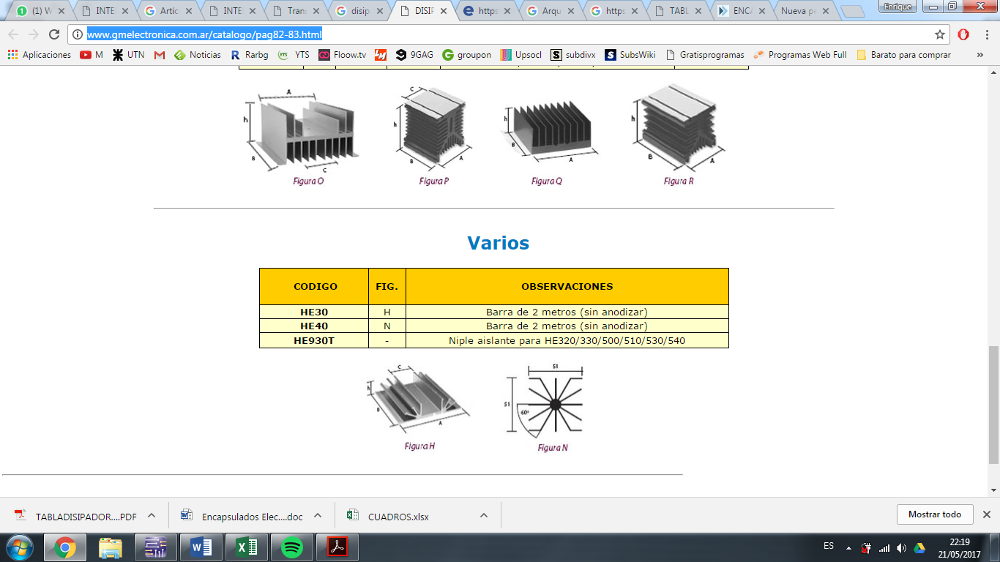 (1) W
INTE
Artíc
INTE
Trans
disip
DISIP
https
Arqu
https
TABL
ENCA
Nueva pe
Enrique
www.gmelectronica.com.ar/catalogo/pag82-83.html
Aplicaciones
M
UTN
M
G
Noticias
Rarbg
YTS
Floow.tv
9GAG
groupon
Upsocl
subdivx
SubsWiki
Gratisprogramas
Programas Web Full
Barato para comprar
»
A
h
B
C
Figura O
C
h
B
A
Figura P
h
B
A
Figura Q
h
B
A
Figura R
Varios
CODIGO FIG. OBSERVACIONES
HE30 H Barra de 2 metros (sin anodizar)
HE40 N Barra de 2 metros (sin anodizar)
HE930T - Niple aislante para HE320/330/500/510/530/540
C
h
B
A
Figura H
51
51
60°
Figura N
TABLADISIPADOR....PDF
Encapsulados Elec....doc
CUADROS.xlsx
Mostrar todo
ES
22:19
21/05/2017